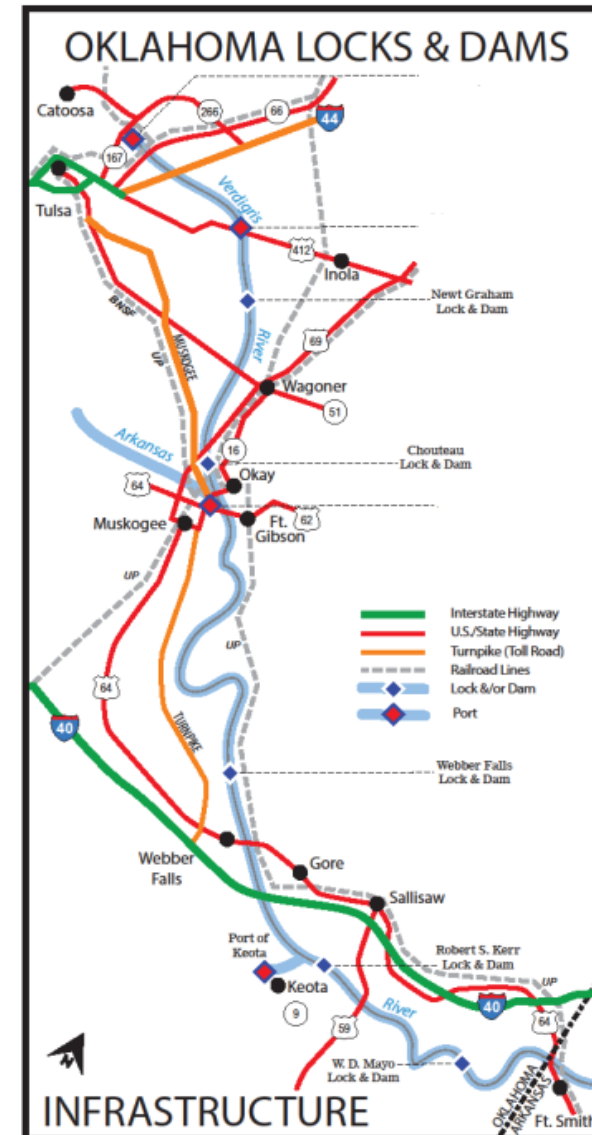 OKLAHOMA LOCKS & DAMS
Catoosa
266
66
44
167
Tulsa
Verdigris
412
Inola
Newt Graham
Lock & Dam
BNSF
UP
MUSKOGEE
River
69
Wagoner
51
Arkansas
16
Chouteau
Lock & Dam
64
Okay
Muskogee
Ft.
Gibson
62
UP
UP
Interstate Highway
U.S./State Highway
Turnpike (Toll Road)
Railroad Lines
Lock &/or Dam
Port
64
40
TURNPIKE
Webber Falls
Lock & Dam
Webber
Falls
Gore
Sallisaw
Port of
Keota
Robert S. Kerr
Lock & Dam
Keota
UP
9
River
59
40
64
N
W. D. Mayo
Lock & Dam
OKLAHOMA
ARKANSAS
Ft. Smith
INFRASTRUCTURE